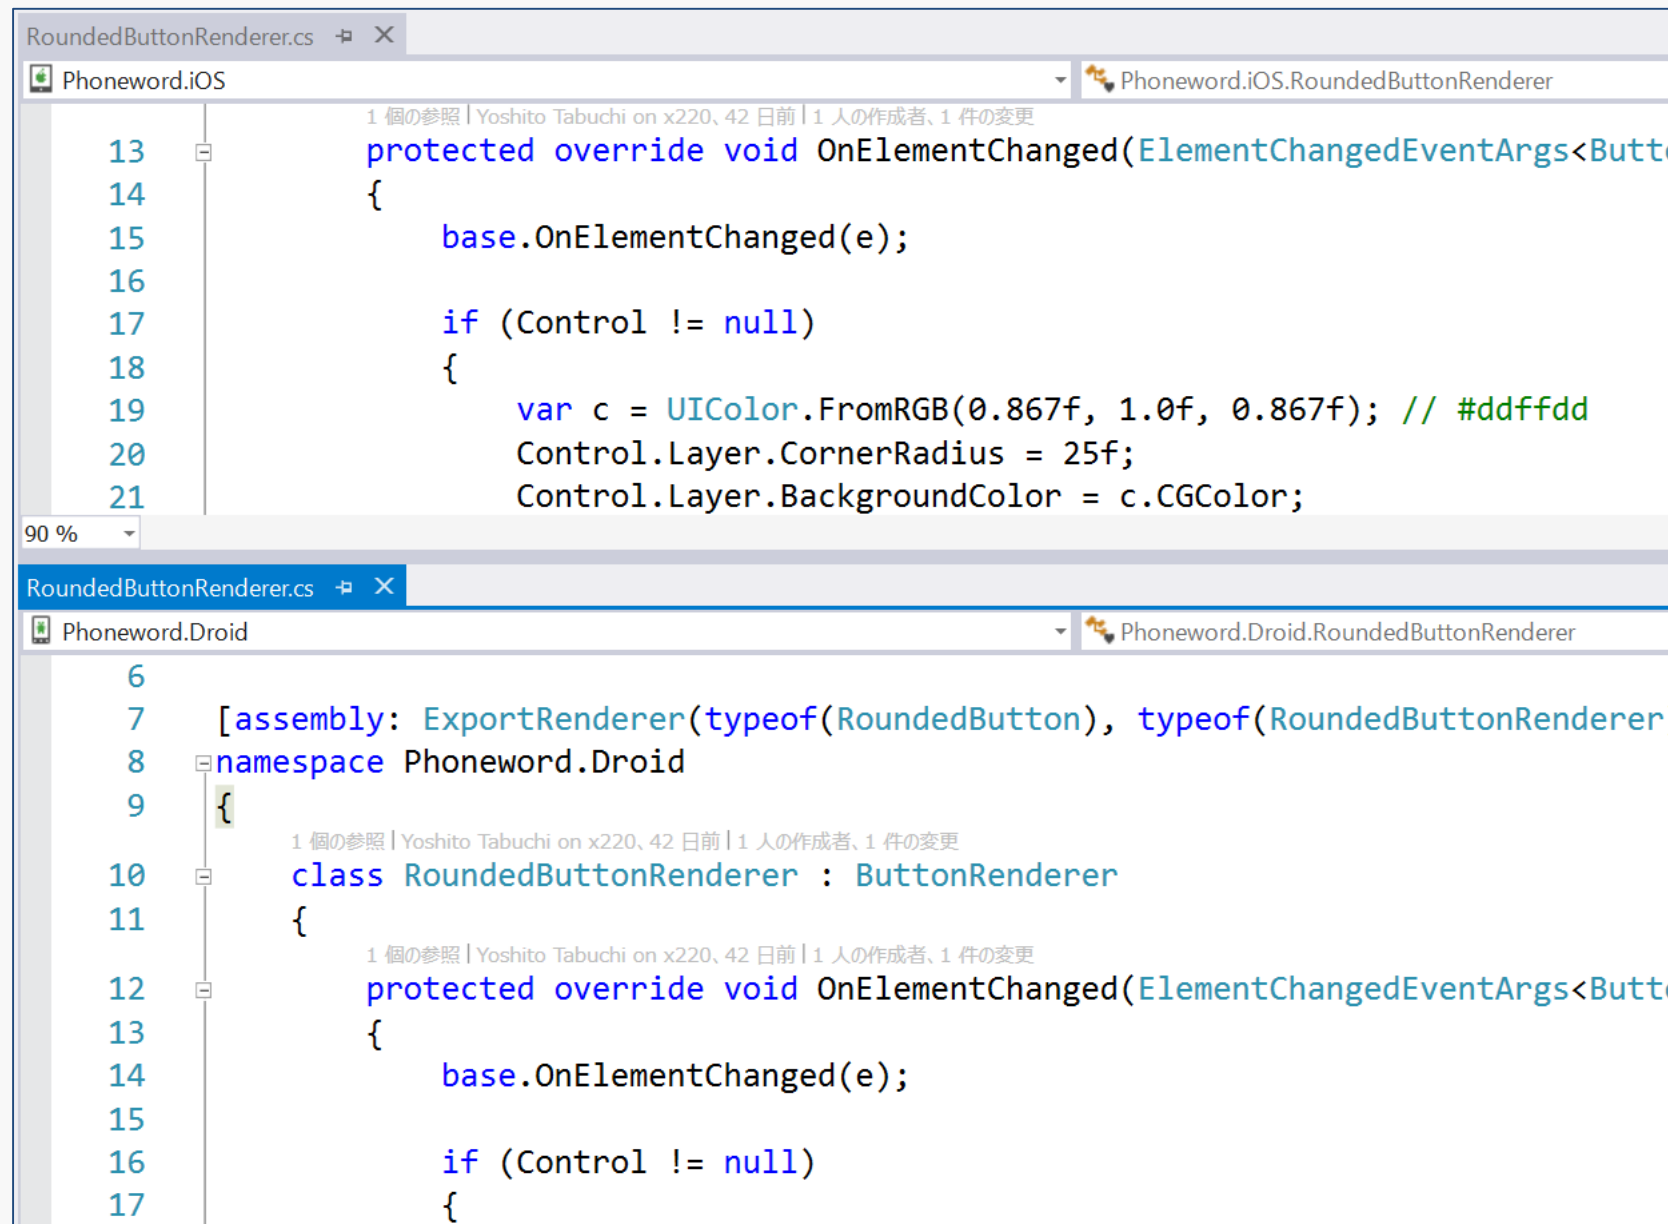 RoundedButtonRenderer.cs
Phoneword.iOS
Phoneword.iOS.RoundedButtonRenderer
1 個の参照 | Yoshito Tabuchi on x220、42 日前 | 1 人の作成者、1 件の変更
13 protected override void OnElementChanged(ElementChangedEventArgs<Butt
14 {
15 base.OnElementChanged(e);
16
17 if (Control != null)
18 {
19 var c = UIColor.FromRGB(0.867f, 1.0f, 0.867f); // #ddffdd
20 Control.Layer.CornerRadius = 25f;
21 Control.Layer.BackgroundColor = c.CGColor;
90 %
RoundedButtonRenderer.cs
Phoneword.Droid
Phoneword.Droid.RoundedButtonRenderer
6
7 [assembly: ExportRenderer(typeof(RoundedButton), typeof(RoundedButtonRenderer
8 namespace Phoneword.Droid
9 {
1 個の参照 | Yoshito Tabuchi on x220、42 日前 | 1 人の作成者、1 件の変更
10 class RoundedButtonRenderer : ButtonRenderer
11 {
1 個の参照 | Yoshito Tabuchi on x220、42 日前 | 1 人の作成者、1 件の変更
12 protected override void OnElementChanged(ElementChangedEventArgs<Butt
13 {
14 base.OnElementChanged(e);
15
16 if (Control != null)
17 {